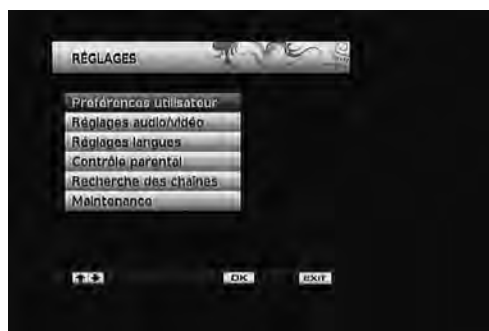 RÉGLAGES
Préférences utilisateur
Réglages audio/vidéo
Réglages langues
Contrôle parental
Recherche des chaînes
Maintenance
OK EXIT